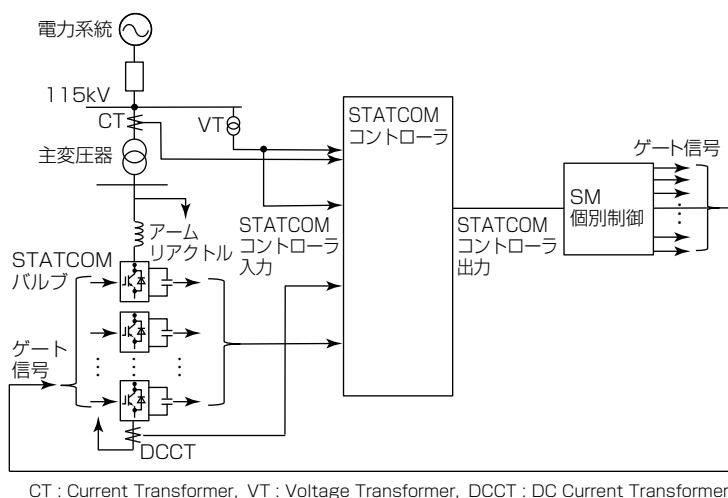 電力系統
115kV
CT
VT
主変圧器
STATCOM
コントローラ
ゲート信号
SM
個別制御
アーム
リアクトル
STATCOM
コントローラ
入力
STATCOM
コントローラ
出力
STATCOM
バルブ
ゲート
信号
DCCT
CT : Current Transformer, VT : Voltage Transformer, DCCT : DC Current Transformer